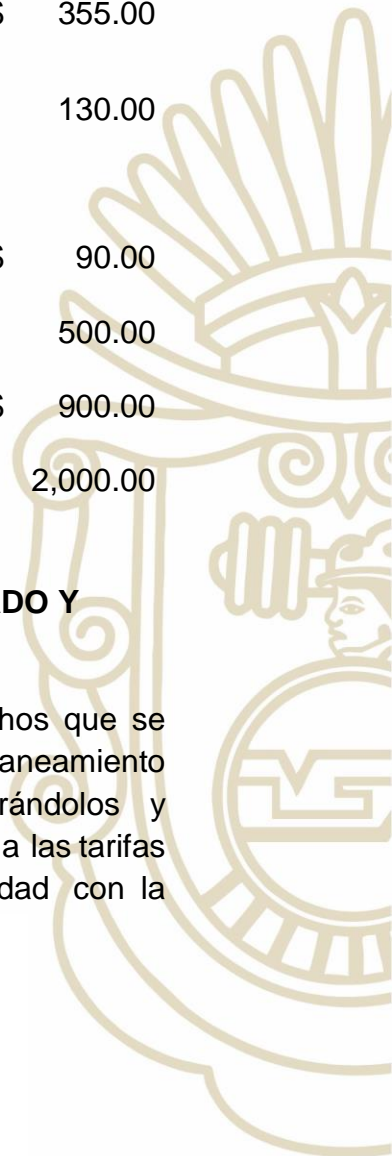 355.00
130.00
90.00
500.00
900.00
2,000.00
ADO Y
hos que se
aneamiento
rándolos y
a las tarifas
dad con la